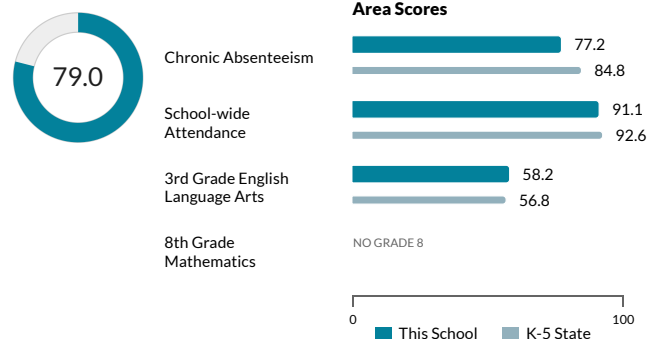 Area Scores
79.0
Chronic Absenteeism
77.2
84.8
School-wide
Attendance
91.1
92.6
3rd Grade English
Language Arts
58.2
56.8
8th Grade
Mathematics
NO GRADE 8
0
100
This School
K-5 State